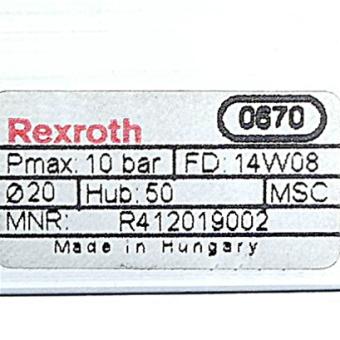 Rexroth 0670
Pmax: 10 bar FD: 14W08
Ø20 Hub: 50 MSC
MNR: R412019002
Made in Hungary